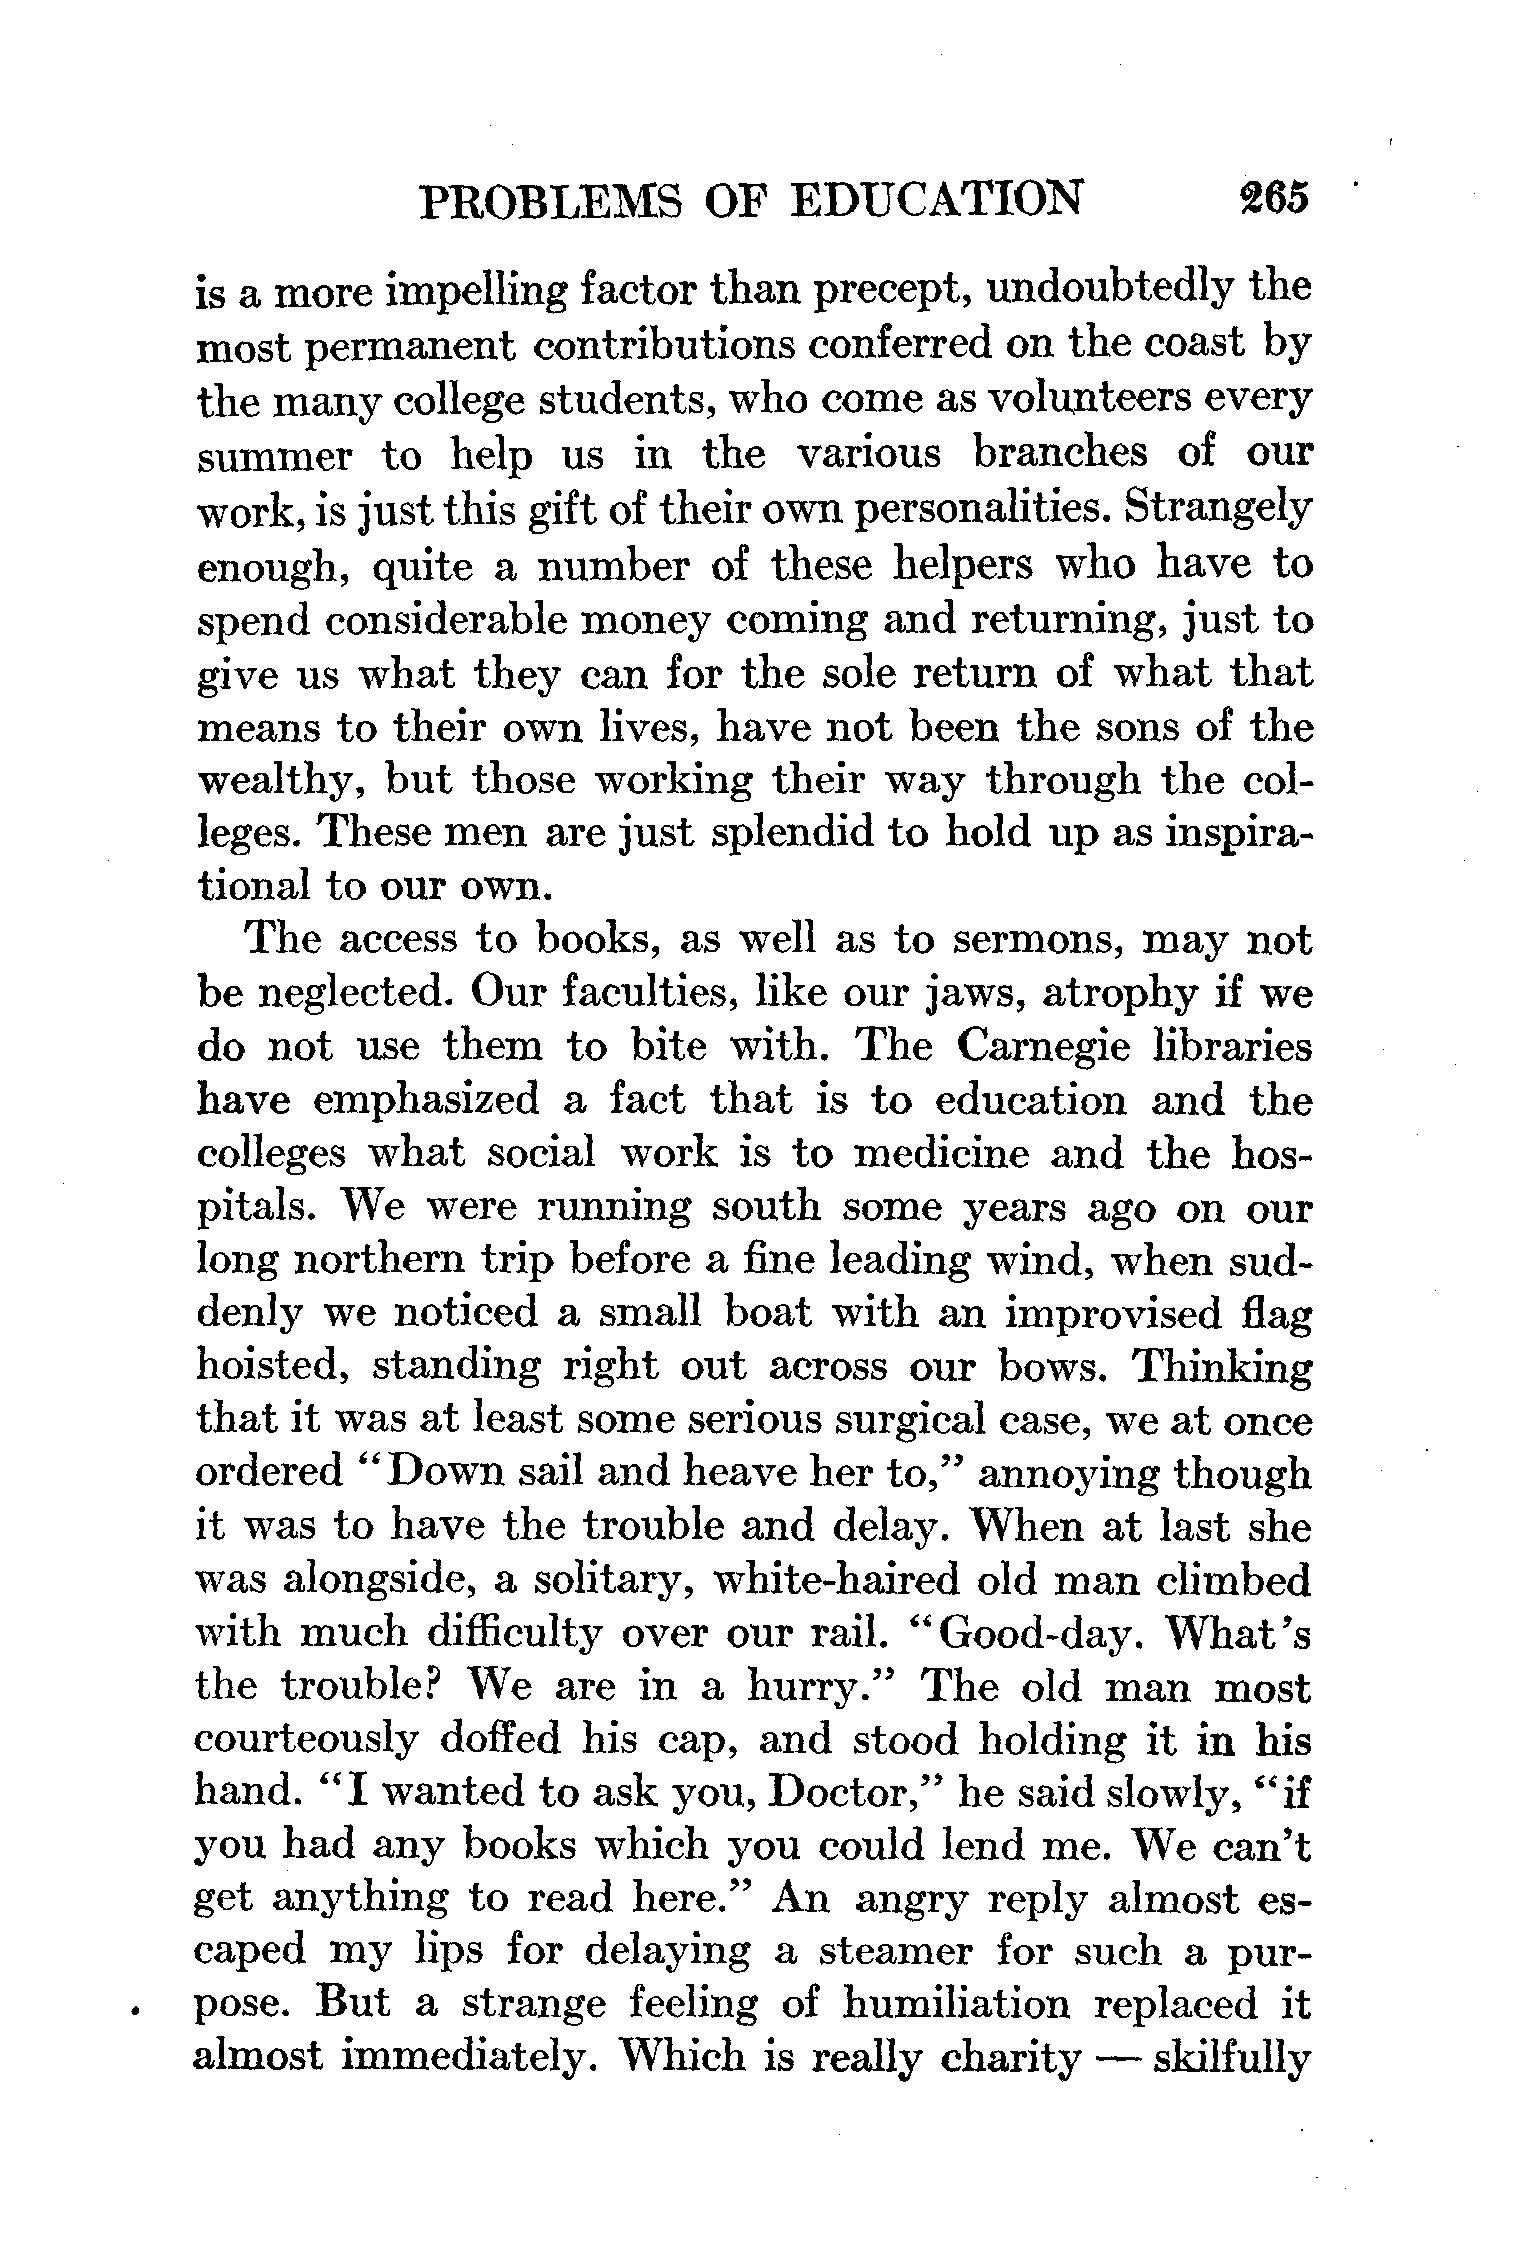 PROBLEMS OF EDUCATION 265
is a more impelling factor than precept, undoubtedly the
most permanent contributions conferred on the coast by
the many college students, who come as volunteers every
summer to help us in the various branches of our
work, is just this gift of their own personalities. Strangely
enough, quite a number of these helpers who have to
spend considerable money coming and returning, just to
give us what they can for the sole return of what that
means to their own lives, have not been the sons of the
wealthy, but those working their way through the col-
leges. These men are just splendid to hold up as inspira-
tional to our own.
The access to books, as well as to sermons, may not
be neglected. Our faculties, like our jaws, atrophy if we
do not use them to bite with. The Carnegie libraries
have emphasized a fact that is to education and the
colleges what social work is to medicine and the hos-
pitals. We were running south some years ago on our
long northern trip before a fine leading wind, when sud-
denly we noticed a small boat with an improvised flag
hoisted, standing right out across our bows. Thinking
that it was at least some serious surgical case, we at once
ordered "Down sail and heave her to," annoying though
it was to have the trouble and delay. When at last she
was alongside, a solitary, white-haired old man climbed
with much difficulty over our rail. "Good-day. What's
the trouble? We are in a hurry." The old man most
courteously doffed his cap, and stood holding it in his
hand. "I wanted to ask you, Doctor," he said slowly, "if
you had any books which you could lend me. We can't
get anything to read here." An angry reply almost es-
caped my lips for delaying a steamer for such a pur-
pose. But a strange feeling of humiliation replaced it
almost immediately. Which is really charity — skilfully